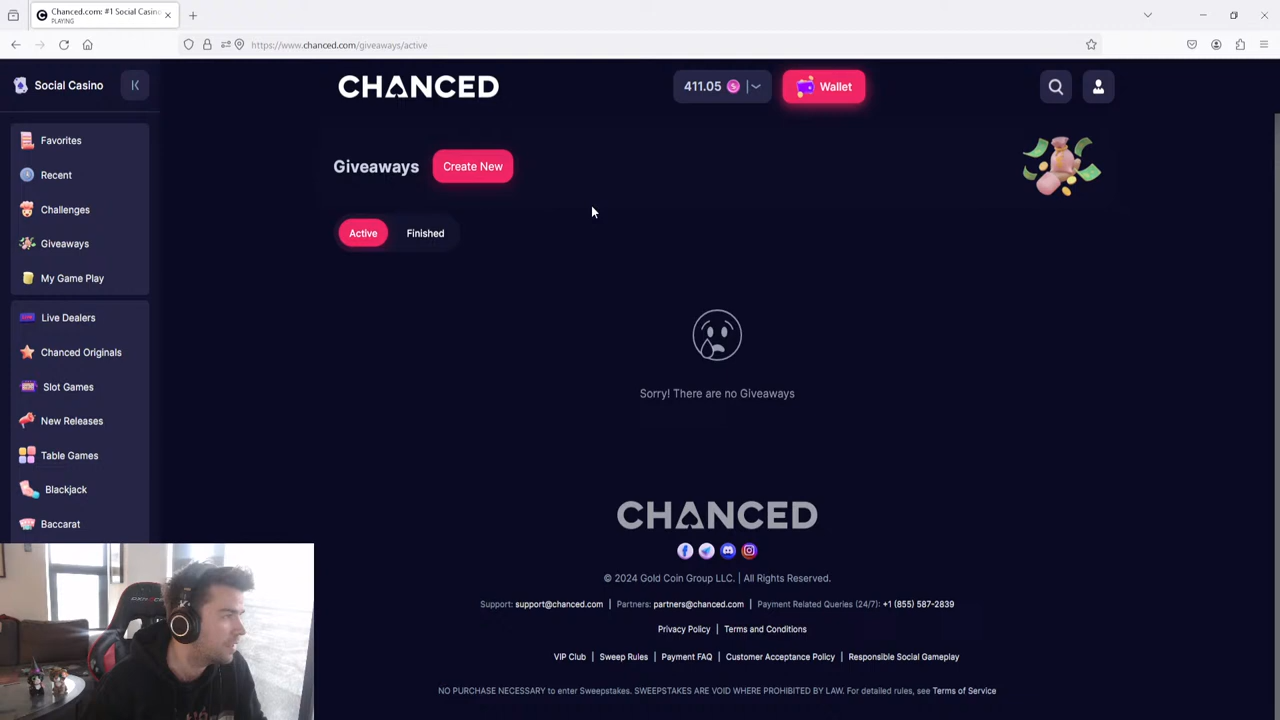 Chanced.com: #1 Social Casin
PLAYING
https://www.chanced.com/giveaways/active
Social Casino
CHANCED
411.05
Wallet
Favorites
Recent
Challenges
Giveaways
My Game Play
Live Dealers
Chanced Originals
Slot Games
New Releases
Table Games
Blackjack
Baccarat
Giveaways
Create New
Active
Finished
Sorry! There are no Giveaways
CHANCED
© 2024 Gold Coin Group LLC. | All Rights Reserved.
Support: support@chanced.com | Partners: partners@chanced.com | Payment Related Queries (24/7): +1 (855) 587-2839
Privacy Policy | Terms and Conditions
VIP Club | Sweep Rules | Payment FAQ | Customer Acceptance Policy | Responsible Social Gameplay
NO PURCHASE NECESSARY to enter Sweepstakes. SWEEPSTAKES ARE VOID WHERE PROHIBITED BY LAW. For detailed rules, see Terms of Service